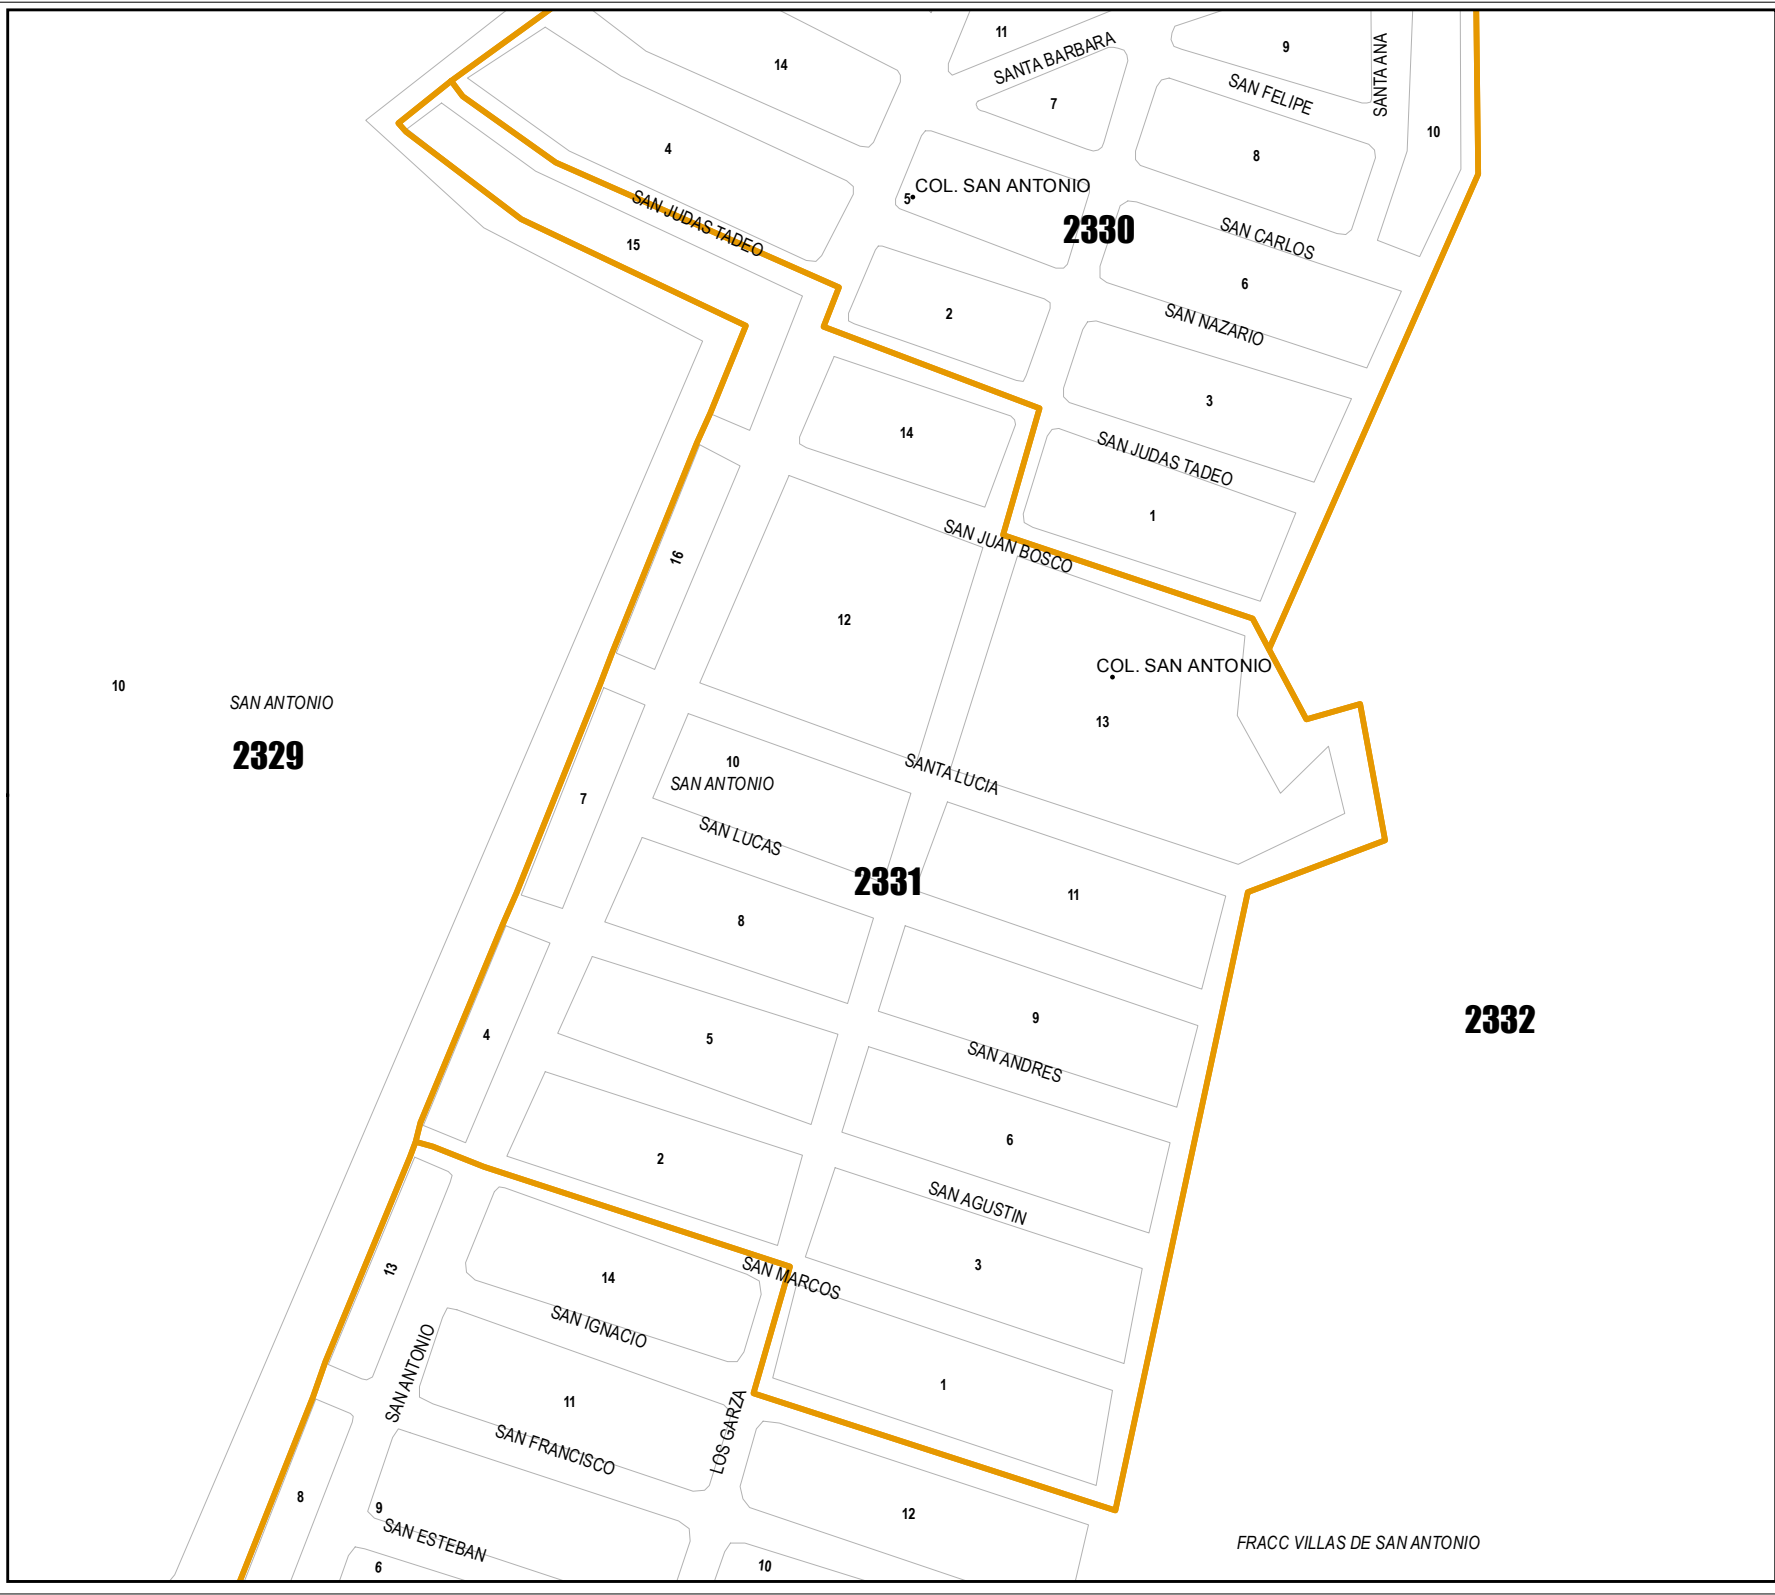 11
SANTA BARBARA
9
SANTA ANA
14
SAN FELIPE
7
10
4
8
COL. SAN ANTONIO
5
SAN JUDAS TADEO
2330
SAN CARLOS
15
6
2
SAN NAZARIO
3
14
SAN JUDAS TADEO
1
SAN JUAN BOSCO
16
12
COL. SAN ANTONIO
10
SAN ANTONIO
13
2329
10
SANTA LUCIA
SAN ANTONIO
7
SAN LUCAS
2331
11
8
9
2332
4
5
SAN ANDRES
6
2
SAN AGUSTIN
3
13
SAN MARCOS
14
SAN IGNACIO
SAN ANTONIO
1
11
LOS GARZA
SAN FRANCISCO
8
9
12
SAN ESTEBAN
FRACC VILLAS DE SAN ANTONIO
6
10